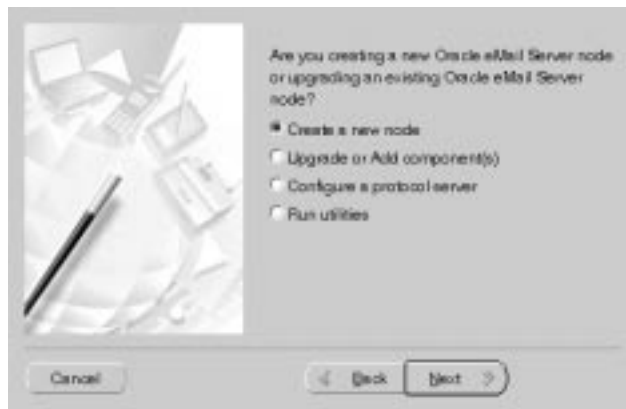 Are you creating a new Oracle eMail Server node
or upgrading an existing Oracle eMail Server
node?
Create a new node
Upgrade or Add component(s)
Configure a protocol server
Run utilities
Cancel
Back
Next